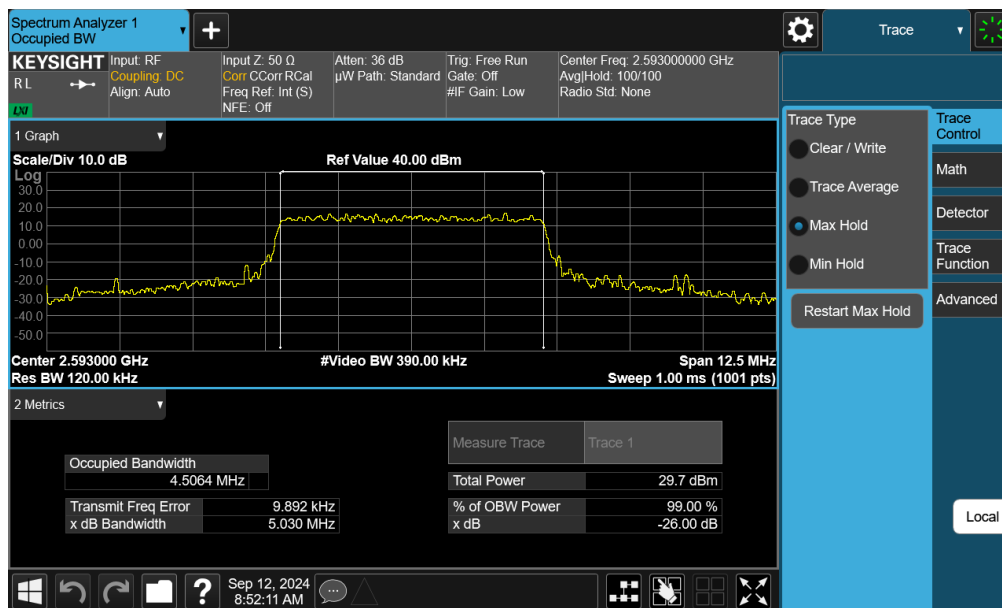 Spectrum Analyzer 1
Occupied BW
Trace
KEYSIGHT
R L
LXI
Input: RF
Coupling: DC
Align: Auto
Input Z: 50 Ω
Corr CCorr RCal
Freq Ref: Int (S)
NFE: Off
Atten: 36 dB
µW Path: Standard
Trig: Free Run
Gate: Off
#IF Gain: Low
Center Freq: 2.593000000 GHz
Avg|Hold: 100/100
Radio Std: None
1 Graph
Scale/Div 10.0 dB
Ref Value 40.00 dBm
Log
30.0
20.0
10.0
0.00
-10.0
-20.0
-30.0
-40.0
-50.0
Center 2.593000 GHz
#Video BW 390.00 kHz
Span 12.5 MHz
Res BW 120.00 kHz
Sweep 1.00 ms (1001 pts)
2 Metrics
Measure Trace
Trace 1
Occupied Bandwidth
4.5064 MHz
Total Power
29.7 dBm
Transmit Freq Error
9.892 kHz
% of OBW Power
99.00 %
x dB Bandwidth
5.030 MHz
x dB
-26.00 dB
Trace Type
Clear / Write
Trace Average
Max Hold
Min Hold
Restart Max Hold
Trace
Control
Math
Detector
Trace
Function
Advanced
Local
?
Sep 12, 2024
8:52:11 AM